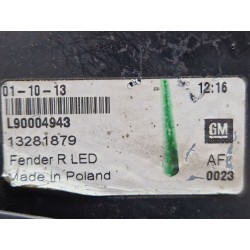 01-10-13 12:16
L90004943
13281879 GM
Fender R LED AF
Made in Poland 0023